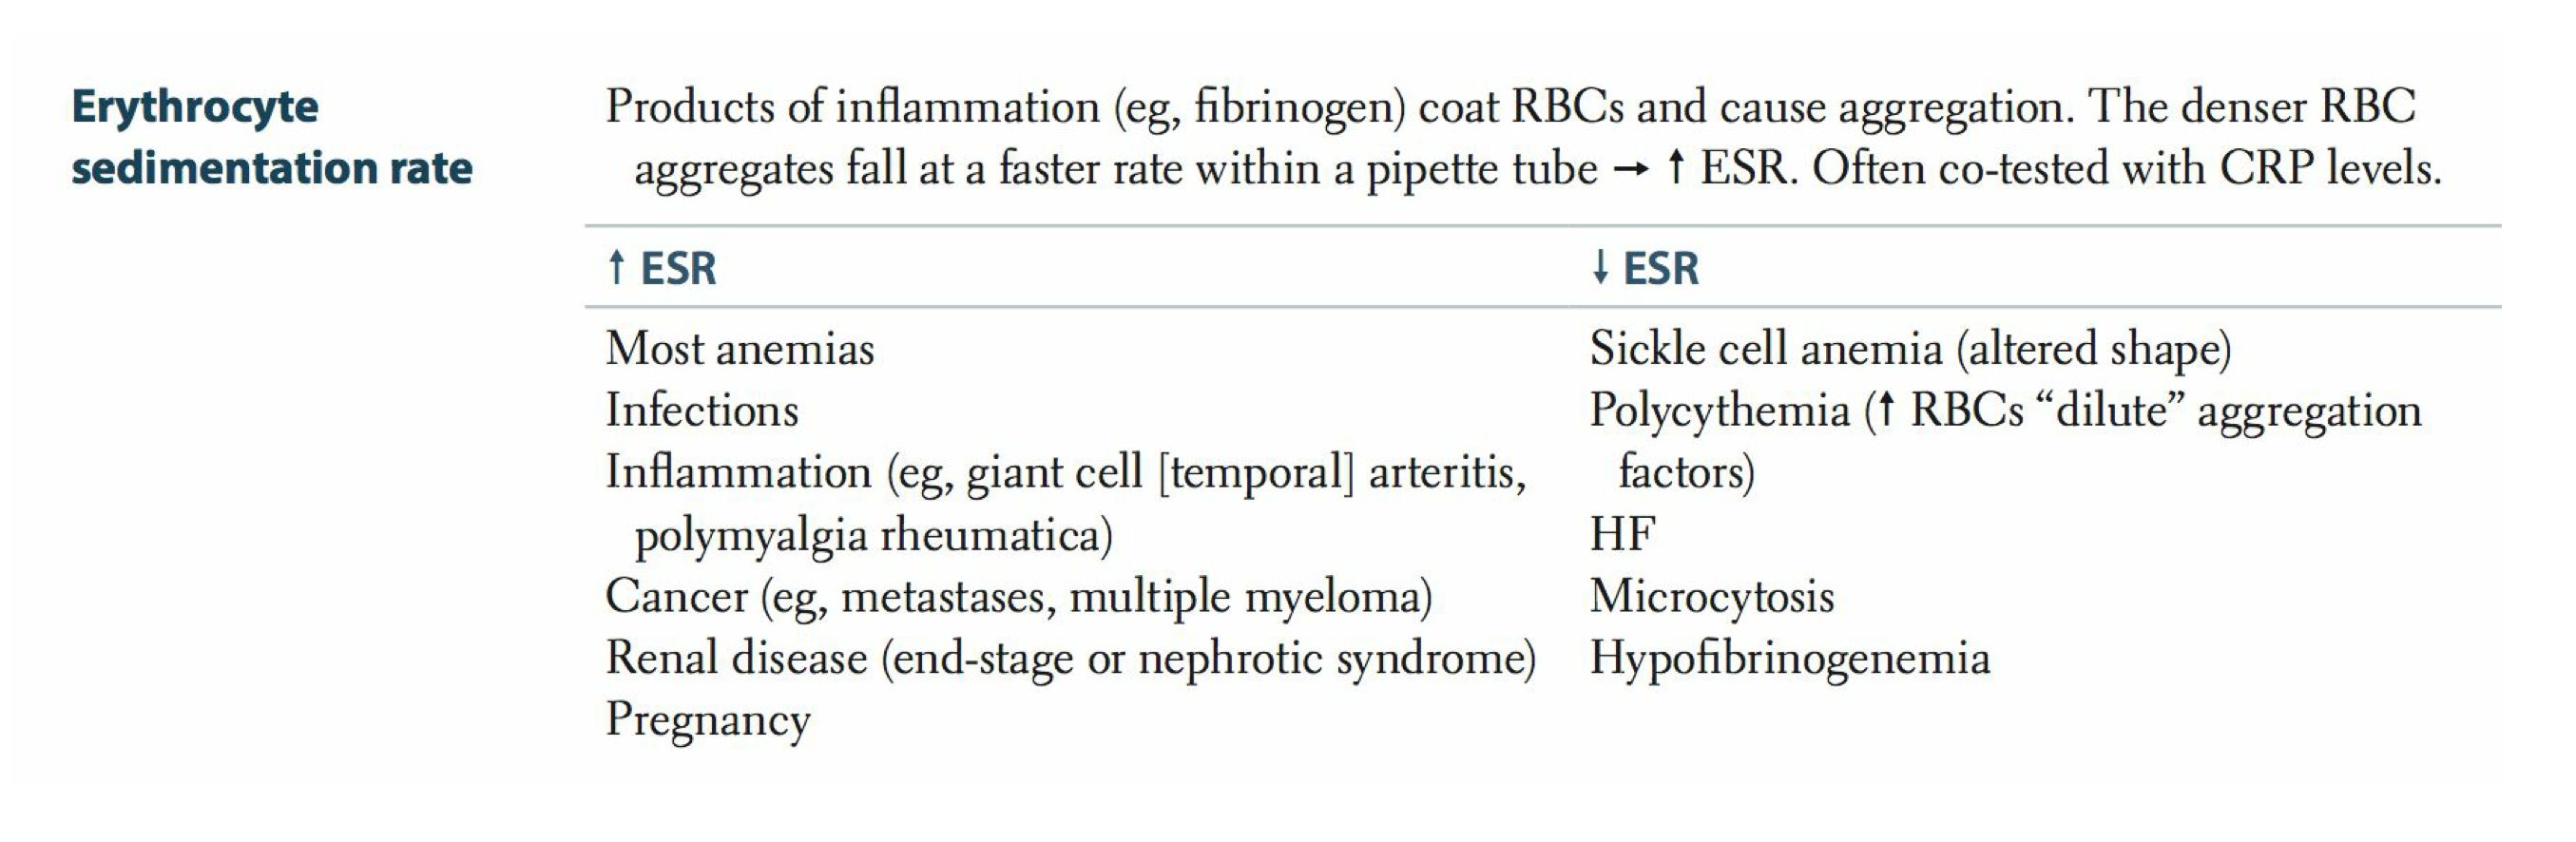 Erythrocyte
sedimentation rate
Products of inflammation (eg, fibrinogen) coat RBCs and cause aggregation. The denser RBC
aggregates fall at a faster rate within a pipette tube → ↑ ESR. Often co-tested with CRP levels.
↑ ESR
↓ ESR
Most anemias
Infections
Inflammation (eg, giant cell [temporal] arteritis,
polymyalgia rheumatica)
Cancer (eg, metastases, multiple myeloma)
Renal disease (end-stage or nephrotic syndrome)
Pregnancy
Sickle cell anemia (altered shape)
Polycythemia (↑ RBCs “dilute” aggregation
factors)
HF
Microcytosis
Hypofibrinogenemia